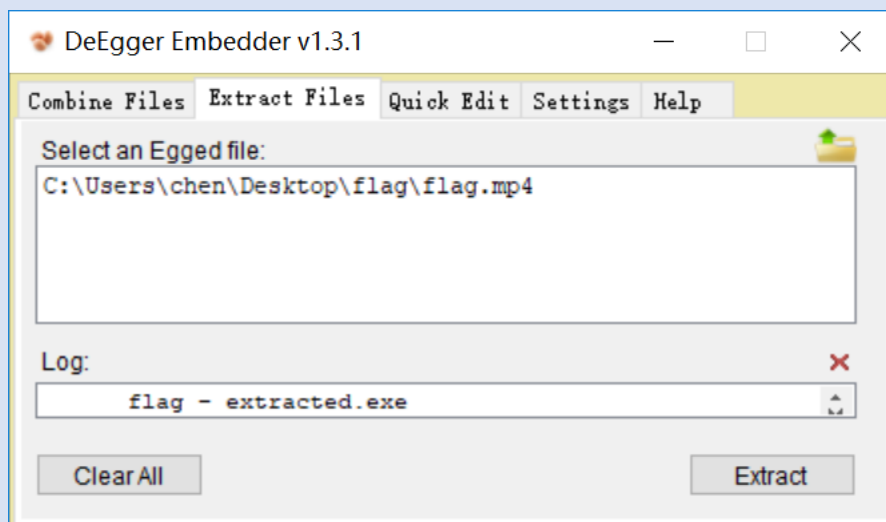 DeEgger Embedder v1.3.1
Combine Files Extract Files Quick Edit Settings Help
Select an Egged file:
C:\Users\chen\Desktop\flag\flag.mp4
Log:
flag - extracted.exe
Clear All Extract